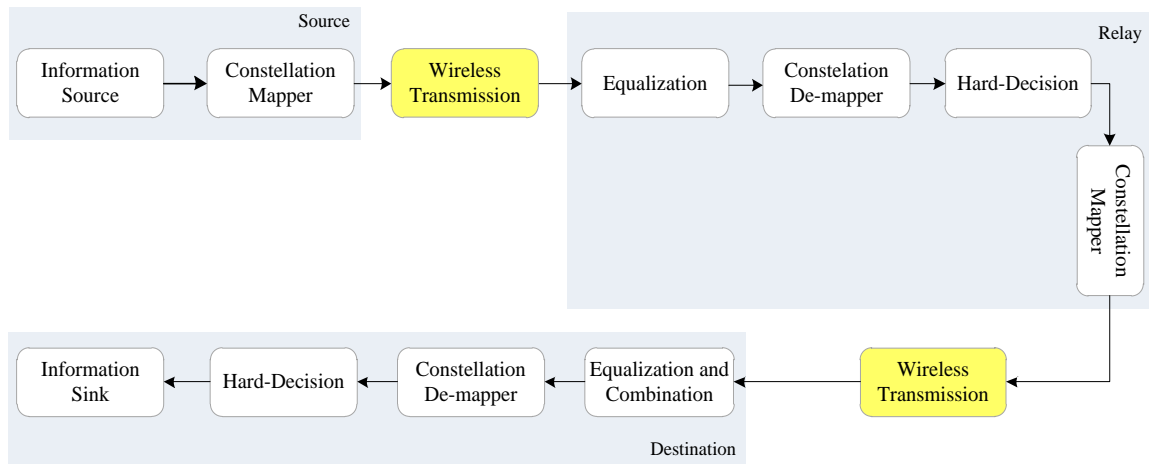 Source
Relay
Information
Source
Constellation
Mapper
Wireless
Transmission
Equalization
Constelation
De-mapper
Hard-Decision
Constellation
Mapper
Information
Sink
Hard-Decision
Constellation
De-mapper
Equalization and
Combination
Wireless
Transmission
Destination